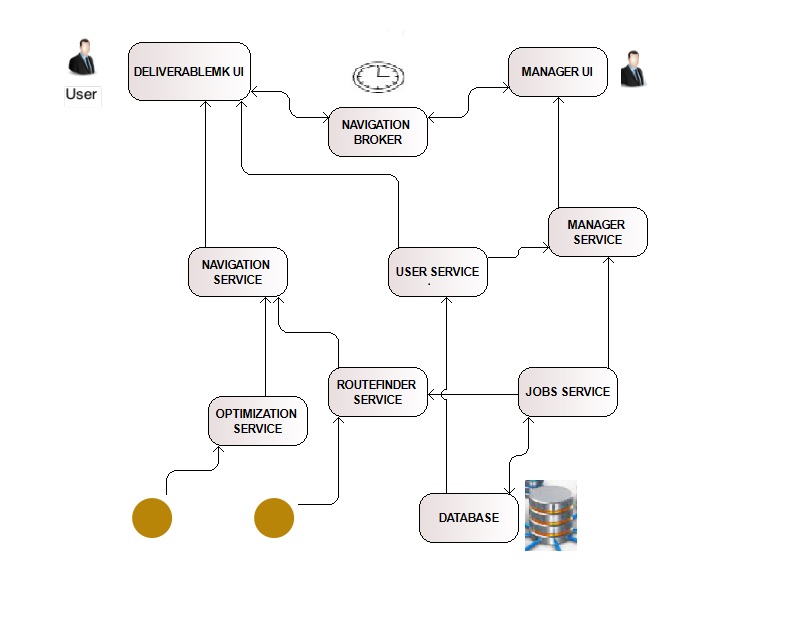 DELIVERABLEMK UI
MANAGER UI
User
NAVIGATION
BROKER
MANAGER
SERVICE
NAVIGATION
SERVICE
USER SERVICE
.
ROUTEFINDER
SERVICE
JOBS SERVICE
OPTIMIZATION
SERVICE
DATABASE